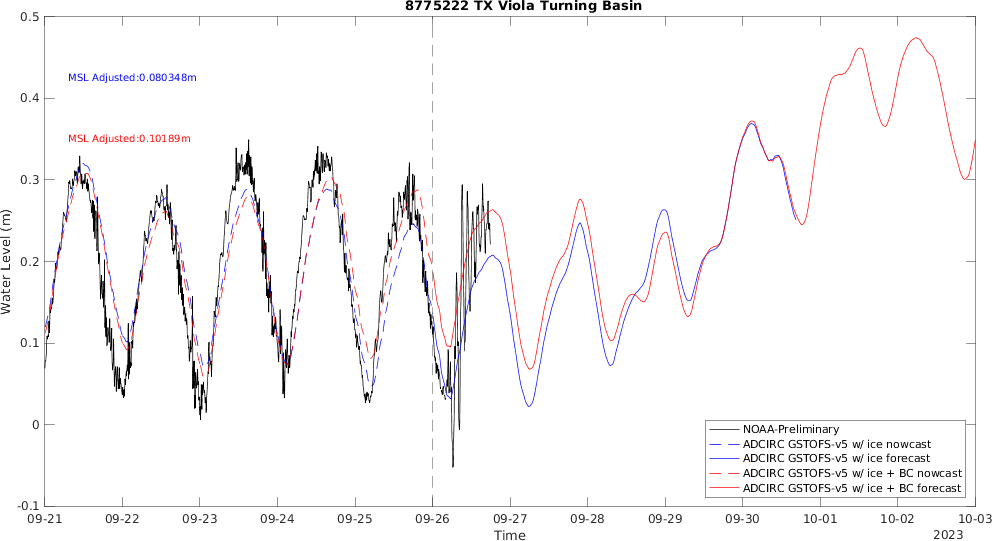 8775222 TX Viola Turning Basin
0.5
0.4
0.3
0.2
0.1
0
-0.1
Water Level (m)
MSL Adjusted:0.080348m
MSL Adjusted:0.10189m
NOAA-Preliminary
ADCIRC GSTOFS-v5 w/ ice nowcast
ADCIRC GSTOFS-v5 w/ ice forecast
ADCIRC GSTOFS-v5 w/ ice + BC nowcast
ADCIRC GSTOFS-v5 w/ ice + BC forecast
09-21 09-22 09-23 09-24 09-25 09-26 09-27 09-28 09-29 09-30 10-01 10-02 10-03
Time
2023